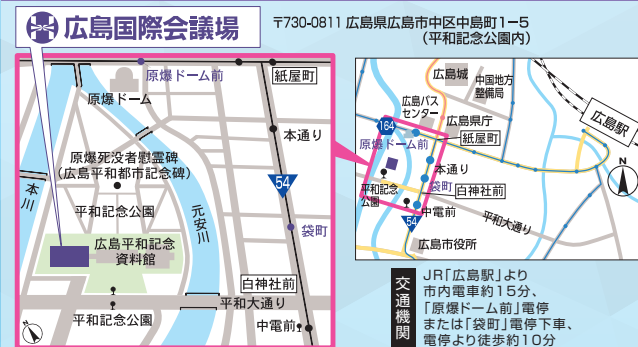 広島国際会議場
〒730-0811 広島県広島市中区中島町1−5
(平和記念公園内)
原爆ドーム前
紙屋町
原爆ドーム
本通り
原爆死没者慰霊碑
(広島平和都市記念碑)
54
本川
元安川
平和記念公園
袋町
広島平和記念
資料館
白神社前
平和大通り
平和記念公園
中電前
N
広島城
中国地方
整備局
広島バス
センター
広島県庁
広島駅
164
紙屋町
原爆ドーム前
本通り
袋町
白神社前
平和記念
公園
中電前
54
平和大通り
広島市役所
N
交通機関
JR「広島駅」より
市内電車約15分、
「原爆ドーム前」電停
または「袋町」電停下車、
電停より徒歩約10分